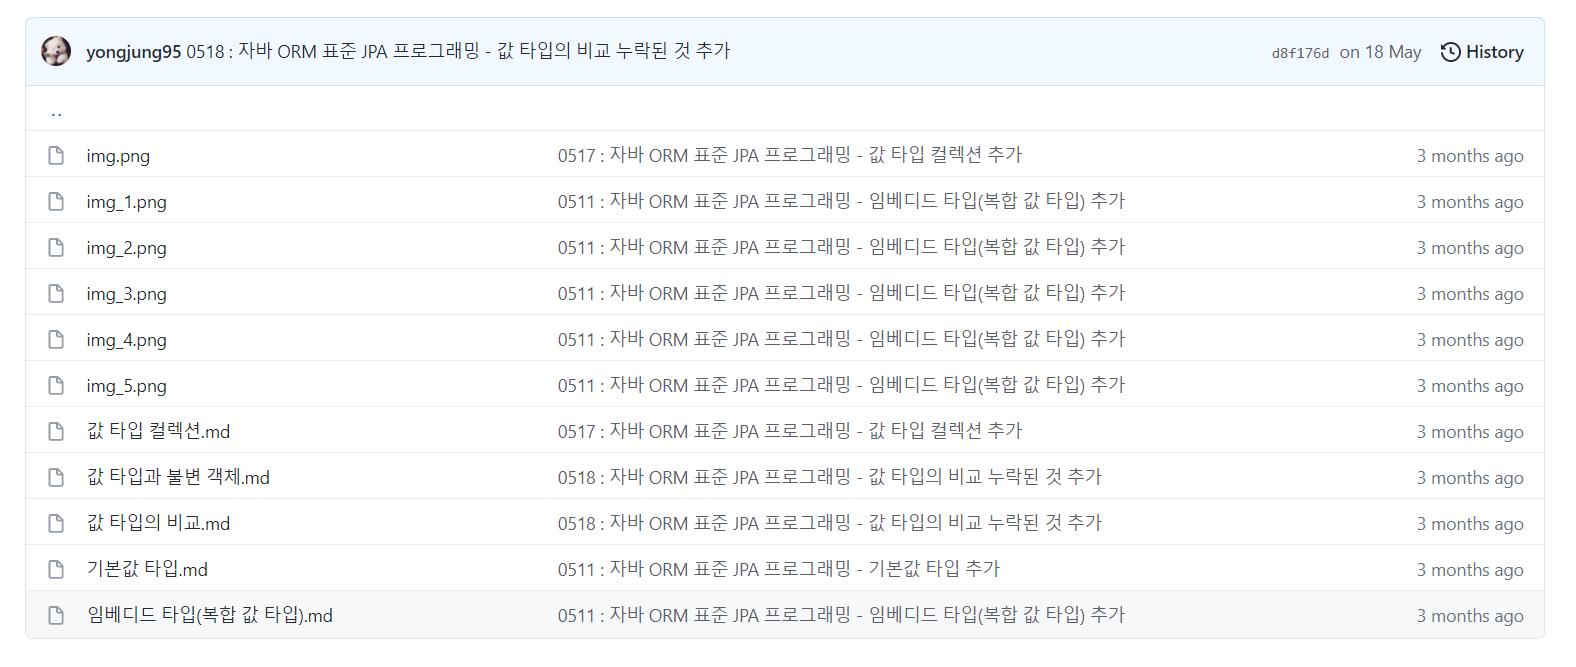 yongjung95 0518 : 자바 ORM 표준 JPA 프로그래밍 - 값 타입의 비교 누락된 것 추가 d8f176d on 18 May History
..
img.png 0517 : 자바 ORM 표준 JPA 프로그래밍 - 값 타입 컬렉션 추가 3 months ago
img_1.png 0511 : 자바 ORM 표준 JPA 프로그래밍 - 임베디드 타입(복합 값 타입) 추가 3 months ago
img_2.png 0511 : 자바 ORM 표준 JPA 프로그래밍 - 임베디드 타입(복합 값 타입) 추가 3 months ago
img_3.png 0511 : 자바 ORM 표준 JPA 프로그래밍 - 임베디드 타입(복합 값 타입) 추가 3 months ago
img_4.png 0511 : 자바 ORM 표준 JPA 프로그래밍 - 임베디드 타입(복합 값 타입) 추가 3 months ago
img_5.png 0511 : 자바 ORM 표준 JPA 프로그래밍 - 임베디드 타입(복합 값 타입) 추가 3 months ago
값 타입 컬렉션.md 0517 : 자바 ORM 표준 JPA 프로그래밍 - 값 타입 컬렉션 추가 3 months ago
값 타입과 불변 객체.md 0518 : 자바 ORM 표준 JPA 프로그래밍 - 값 타입의 비교 누락된 것 추가 3 months ago
값 타입의 비교.md 0518 : 자바 ORM 표준 JPA 프로그래밍 - 값 타입의 비교 누락된 것 추가 3 months ago
기본값 타입.md 0511 : 자바 ORM 표준 JPA 프로그래밍 - 기본값 타입 추가 3 months ago
임베디드 타입(복합 값 타입).md 0511 : 자바 ORM 표준 JPA 프로그래밍 - 임베디드 타입(복합 값 타입) 추가 3 months ago